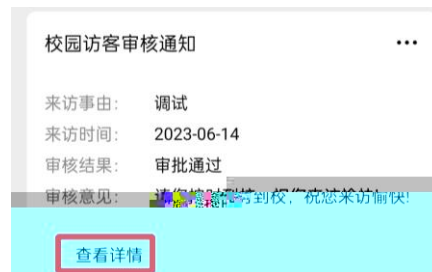 校园访客审核通知
来访事由: 调试
来访时间: 2023-06-14
审核结果: 审批通过
审核意见: 到校，祝您来访愉快!
查看详情